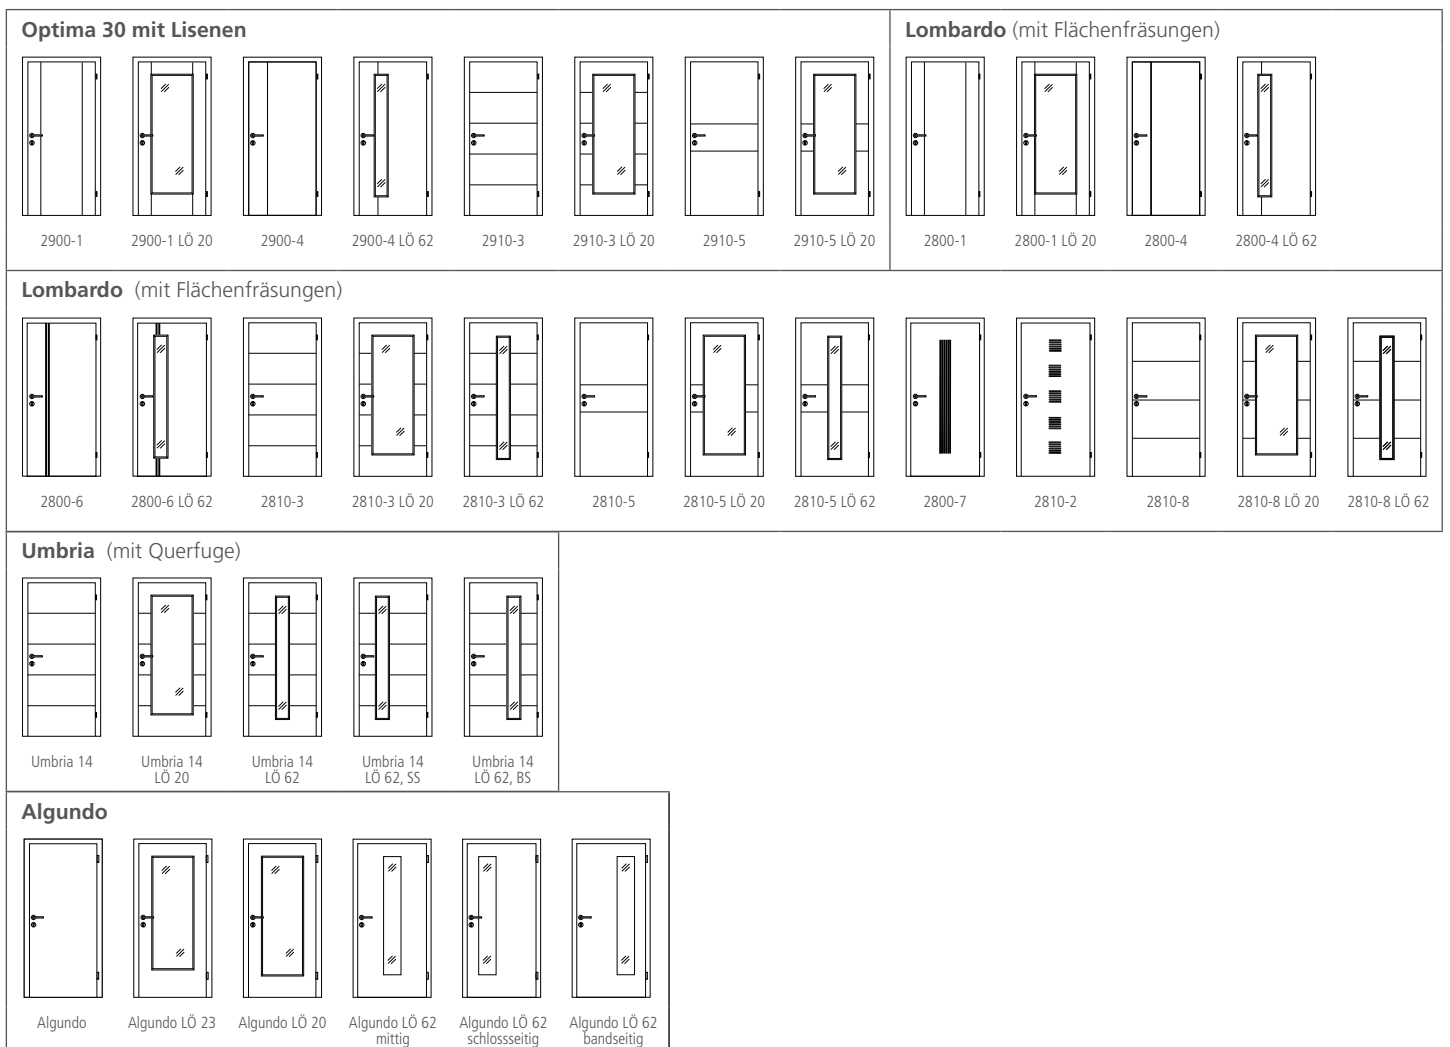 Optima 30 mit Lisenen
2900-1
2900-1 LÖ 20
2900-4
2900-4 LÖ 62
2910-3
2910-3 LÖ 20
2910-5
2910-5 LÖ 20
Lombardo (mit Flächenfräsungen)
2800-1
2800-1 LÖ 20
2800-4
2800-4 LÖ 62
Lombardo (mit Flächenfräsungen)
2800-6
2800-6 LÖ 62
2810-3
2810-3 LÖ 20
2810-3 LÖ 62
2810-5
2810-5 LÖ 20
2810-5 LÖ 62
2800-7
2810-2
2810-8
2810-8 LÖ 20
2810-8 LÖ 62
Umbria (mit Querfuge)
Umbria 14
Umbria 14
LÖ 20
Umbria 14
LÖ 62
Umbria 14
LÖ 62, SS
Umbria 14
LÖ 62, BS
Algundo
Algundo
Algundo LÖ 23
Algundo LÖ 20
Algundo LÖ 62
mittig
Algundo LÖ 62
schlossseitig
Algundo LÖ 62
bandseitig